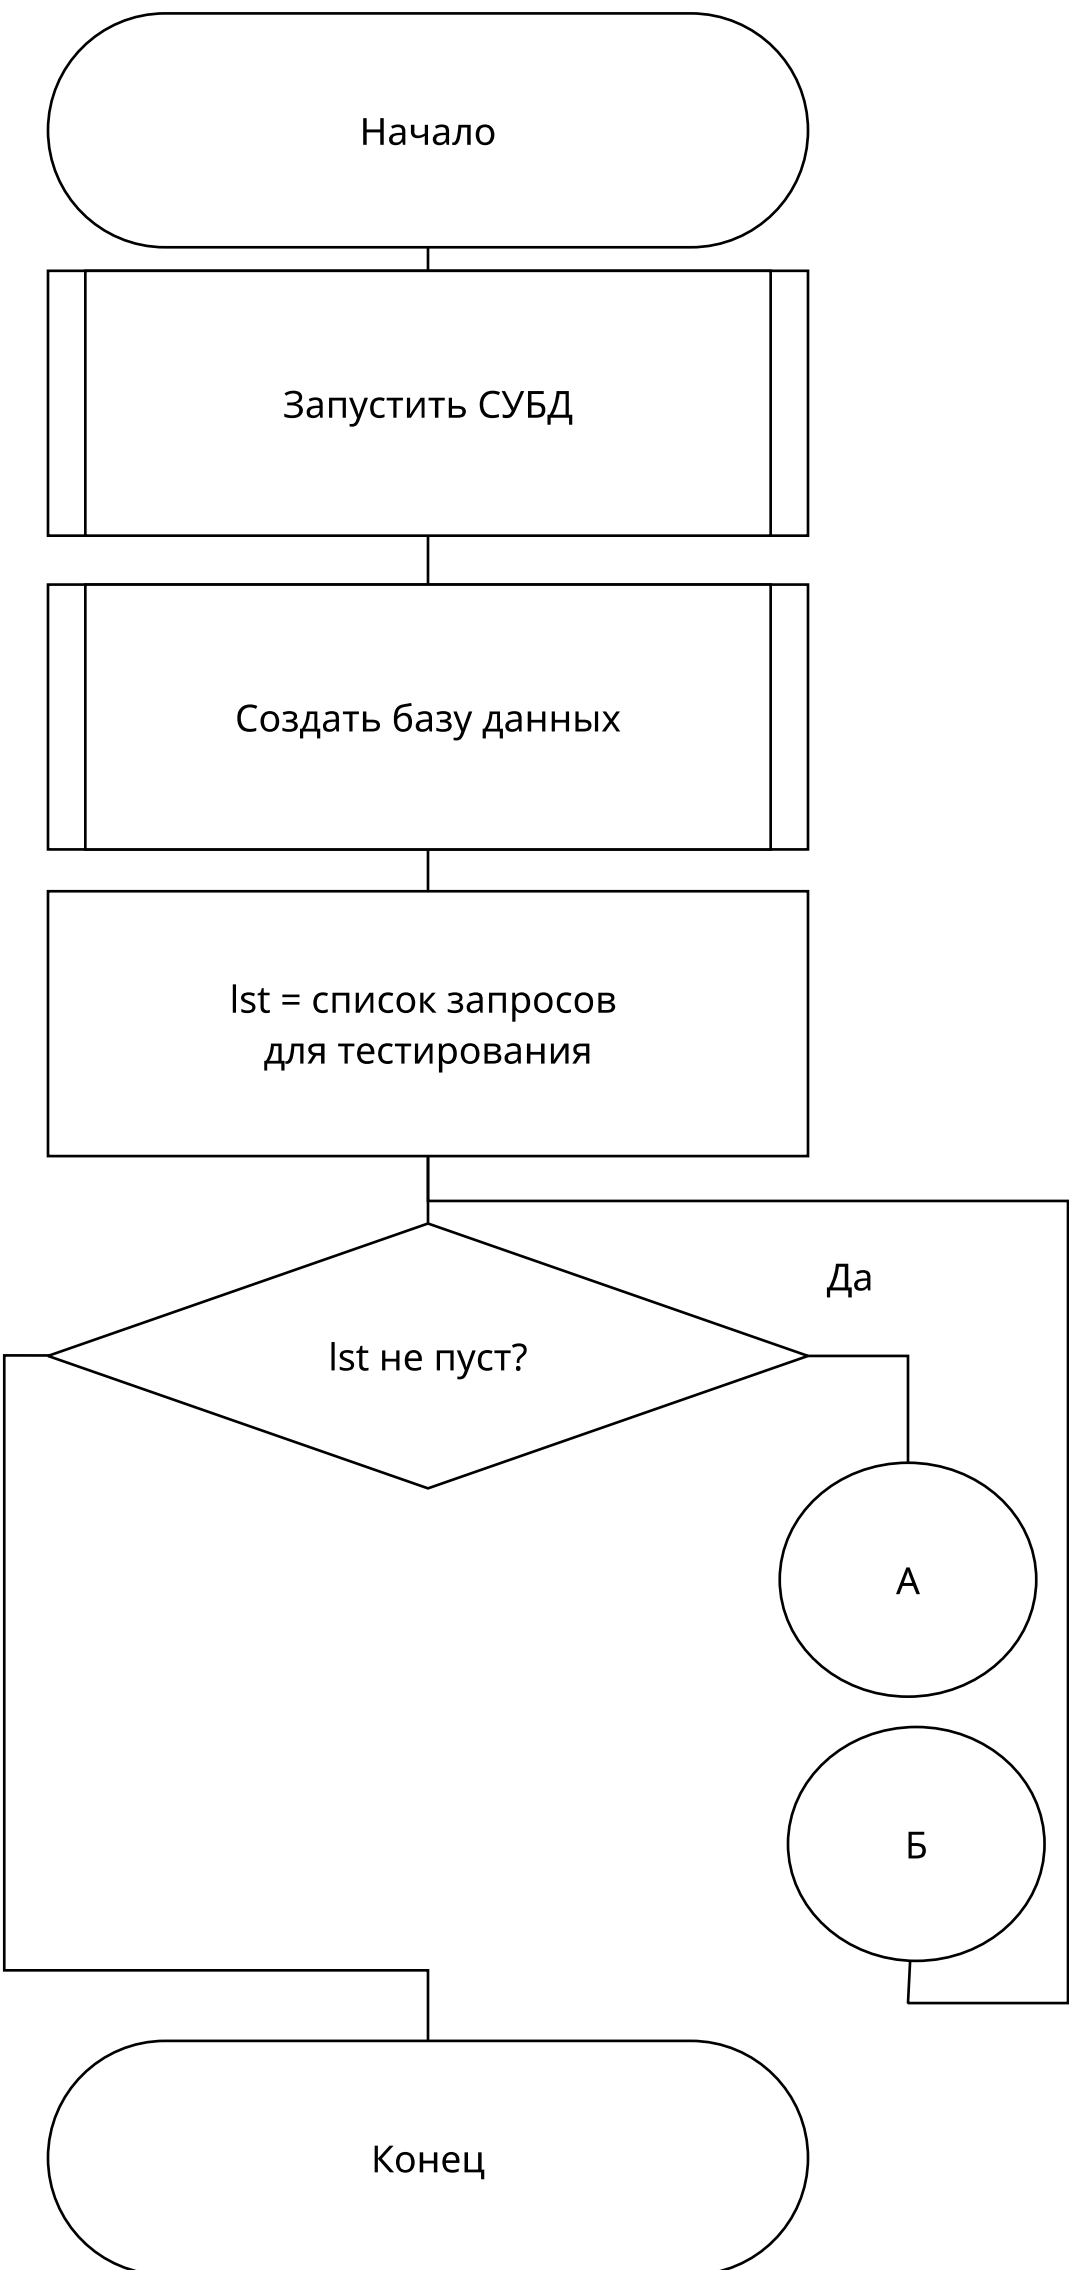 Начало
Запустить СУБД
Создать базу данных
lst = список запросов
для тестирования
Да
lst не пуст?
А
Б
Конец